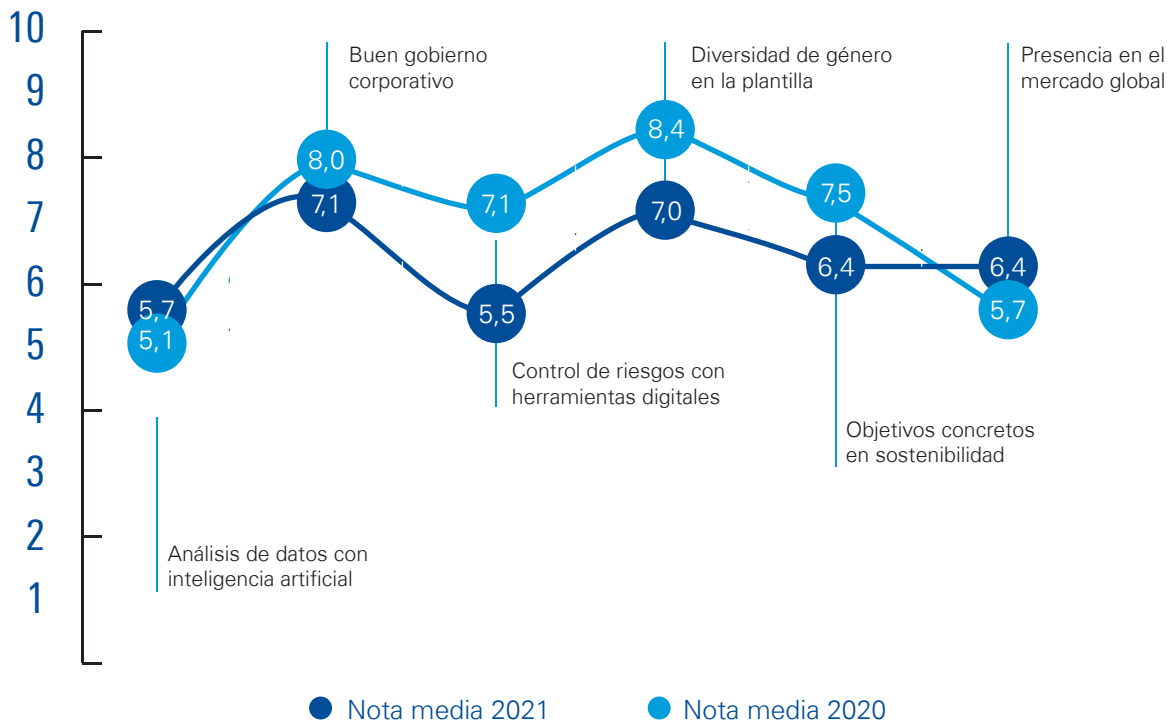 10
9
8
7
6
5
4
3
2
1
Buen gobierno
corporativo
Diversidad de género
en la plantilla
Presencia en el
mercado global
8,0
7,1
7,1
8,4
7,0
7,5
6,4
6,4
5,7
5,7
5,1
5,5
Control de riesgos con
herramientas digitales
Objetivos concretos
en sostenibilidad
Análisis de datos con
inteligencia artificial
Nota media 2021
Nota media 2020